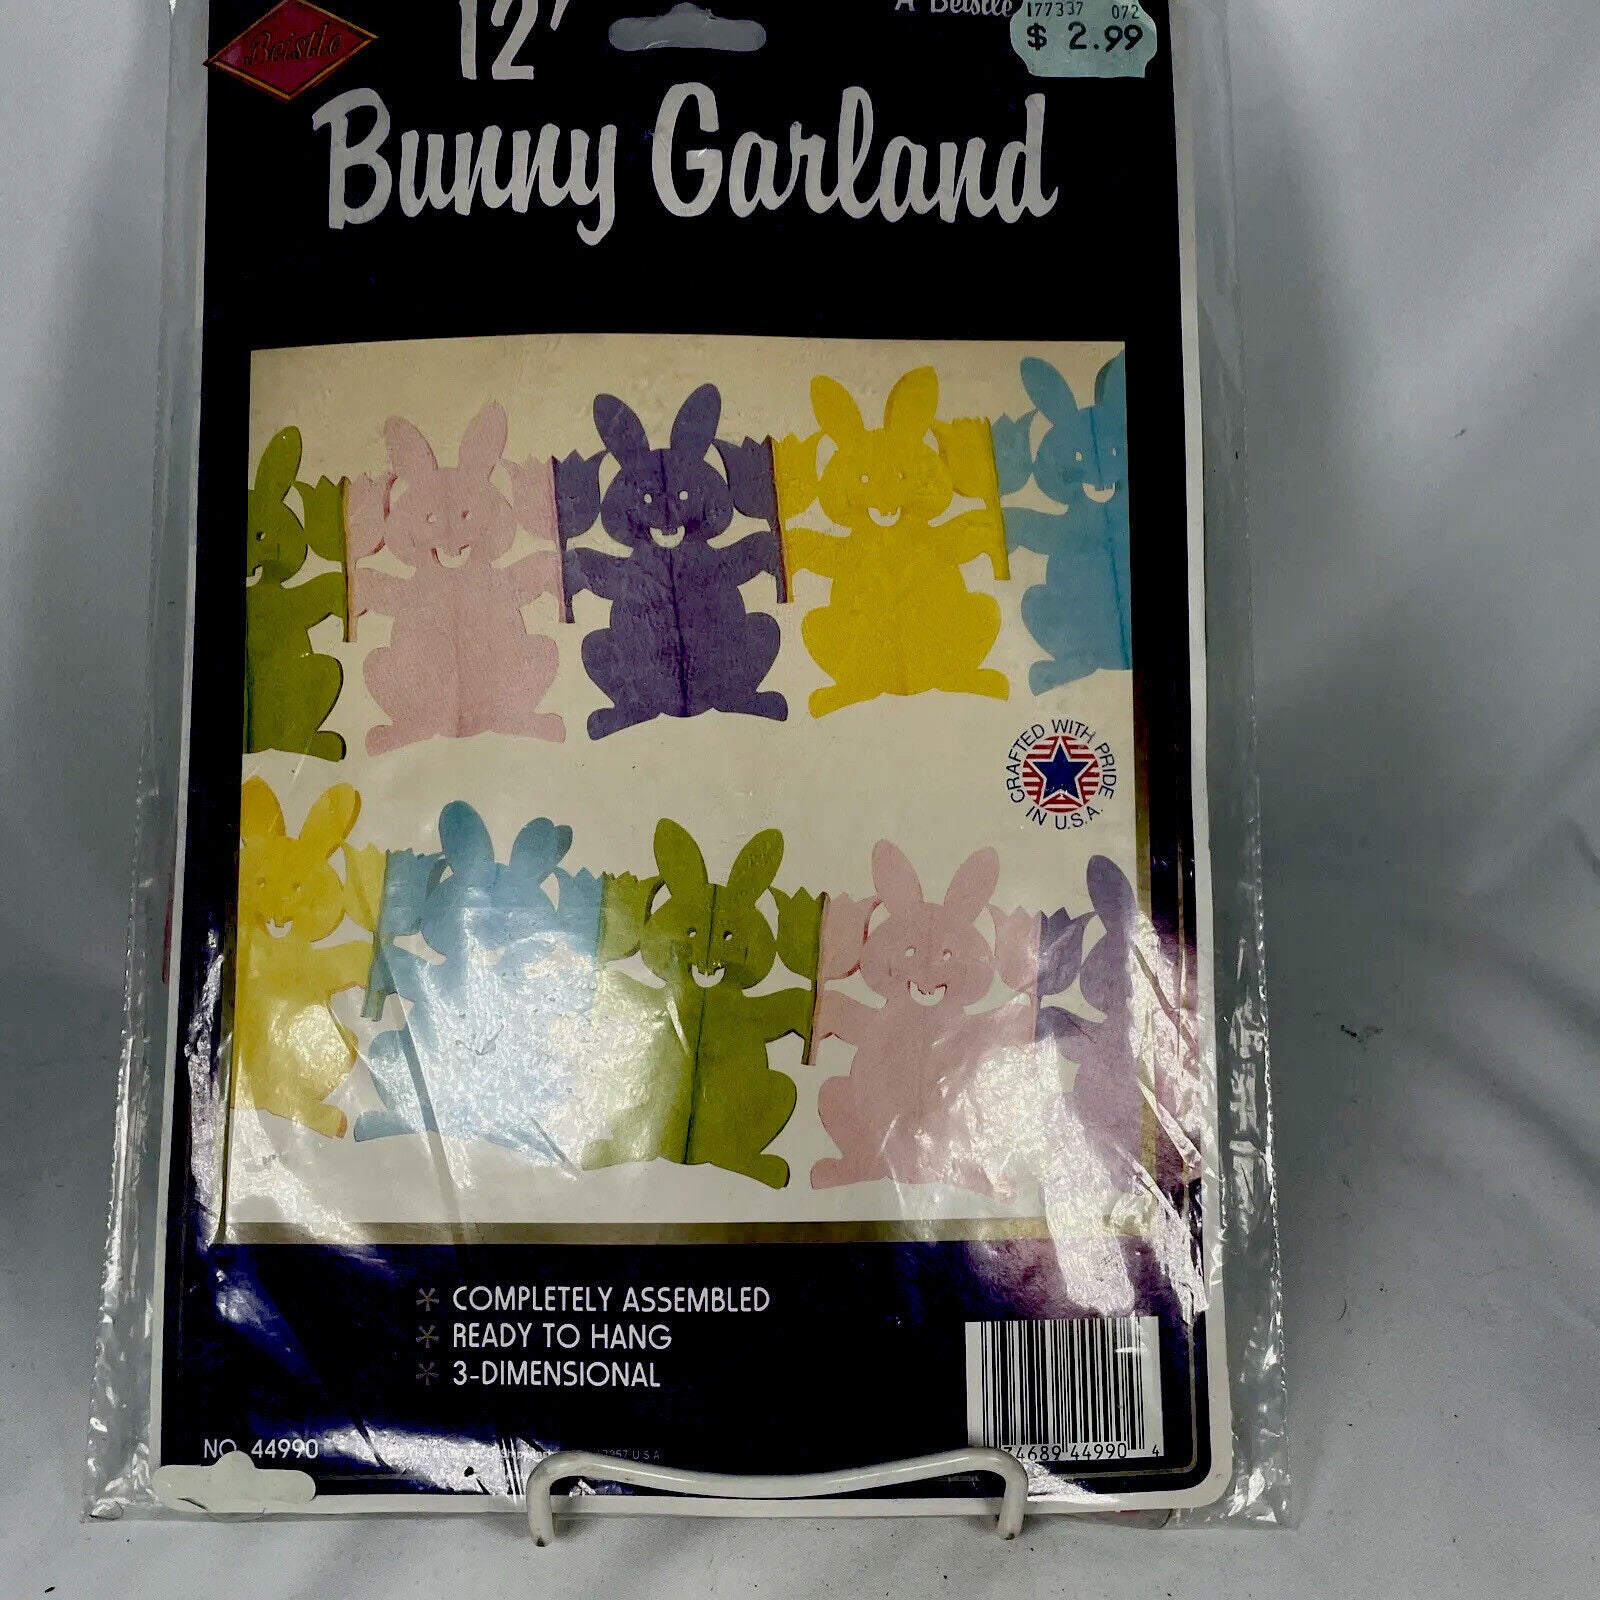 Beistle
12'
A Beistle
177337 072
$ 2.99
Bunny Garland
CRAFTED WITH PRIDE
IN U.S.A.
COMPLETELY ASSEMBLED
READY TO HANG
3-DIMENSIONAL
NO. 44990
34689 44990 4